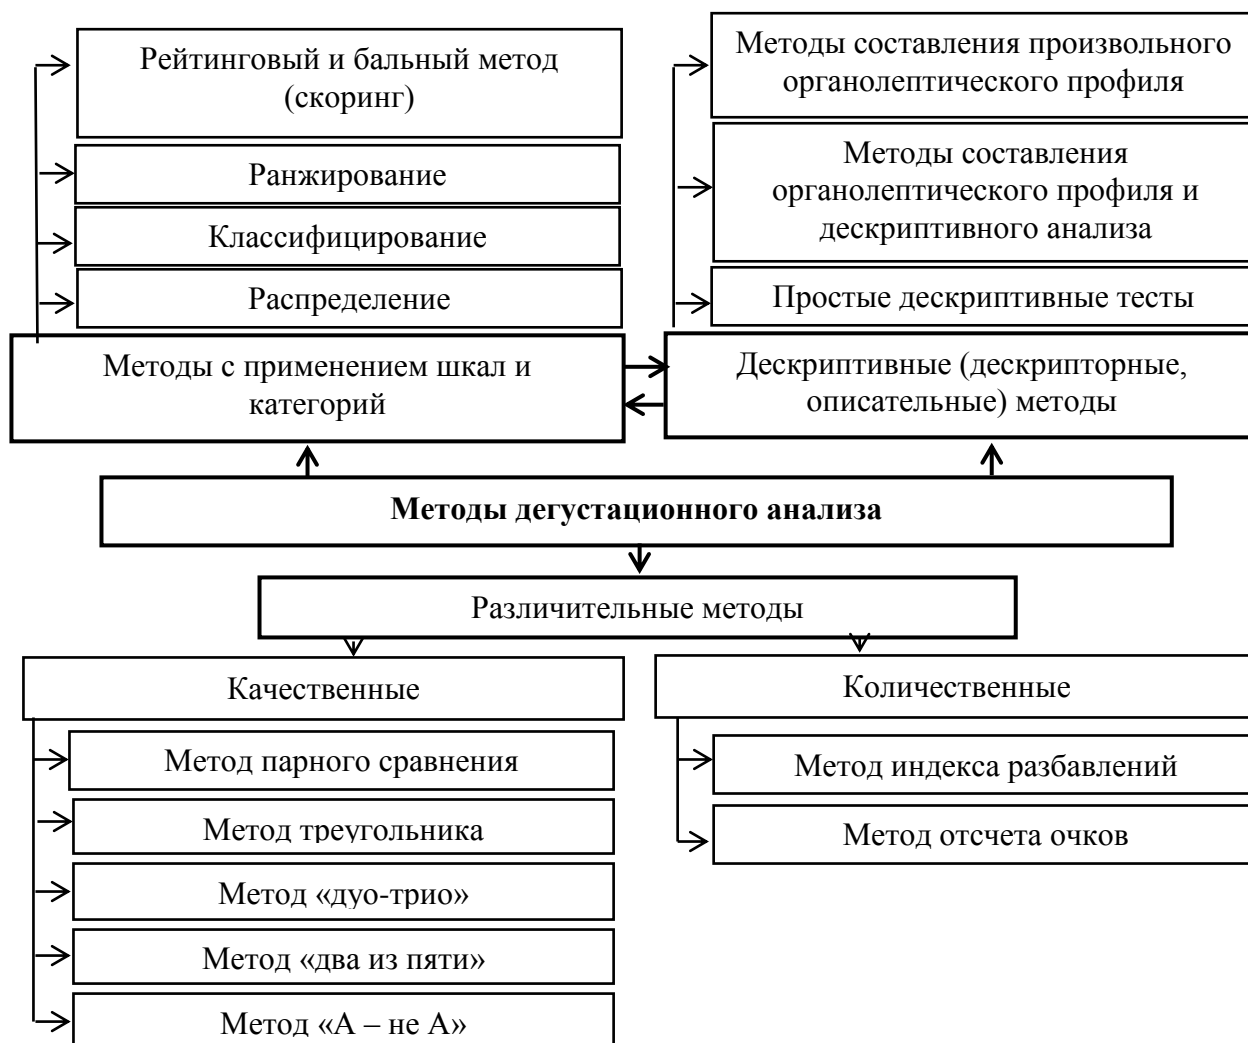 Рейтинговый и бальный метод
(скоринг)
Ранжирование
Классифицирование
Распределение
Методы с применением шкал и
категорий
Методы составления произвольного
органолептического профиля
Методы составления
органолептического профиля и
дескриптивного анализа
Простые дескриптивные тесты
Дескриптивные (дескрипторные,
описательные) методы
Методы дегустационного анализа
Различительные методы
Качественные
Метод парного сравнения
Метод треугольника
Метод «дуо-трио»
Метод «два из пяти»
Метод «А – не А»
Количественные
Метод индекса разбавлений
Метод отсчета очков